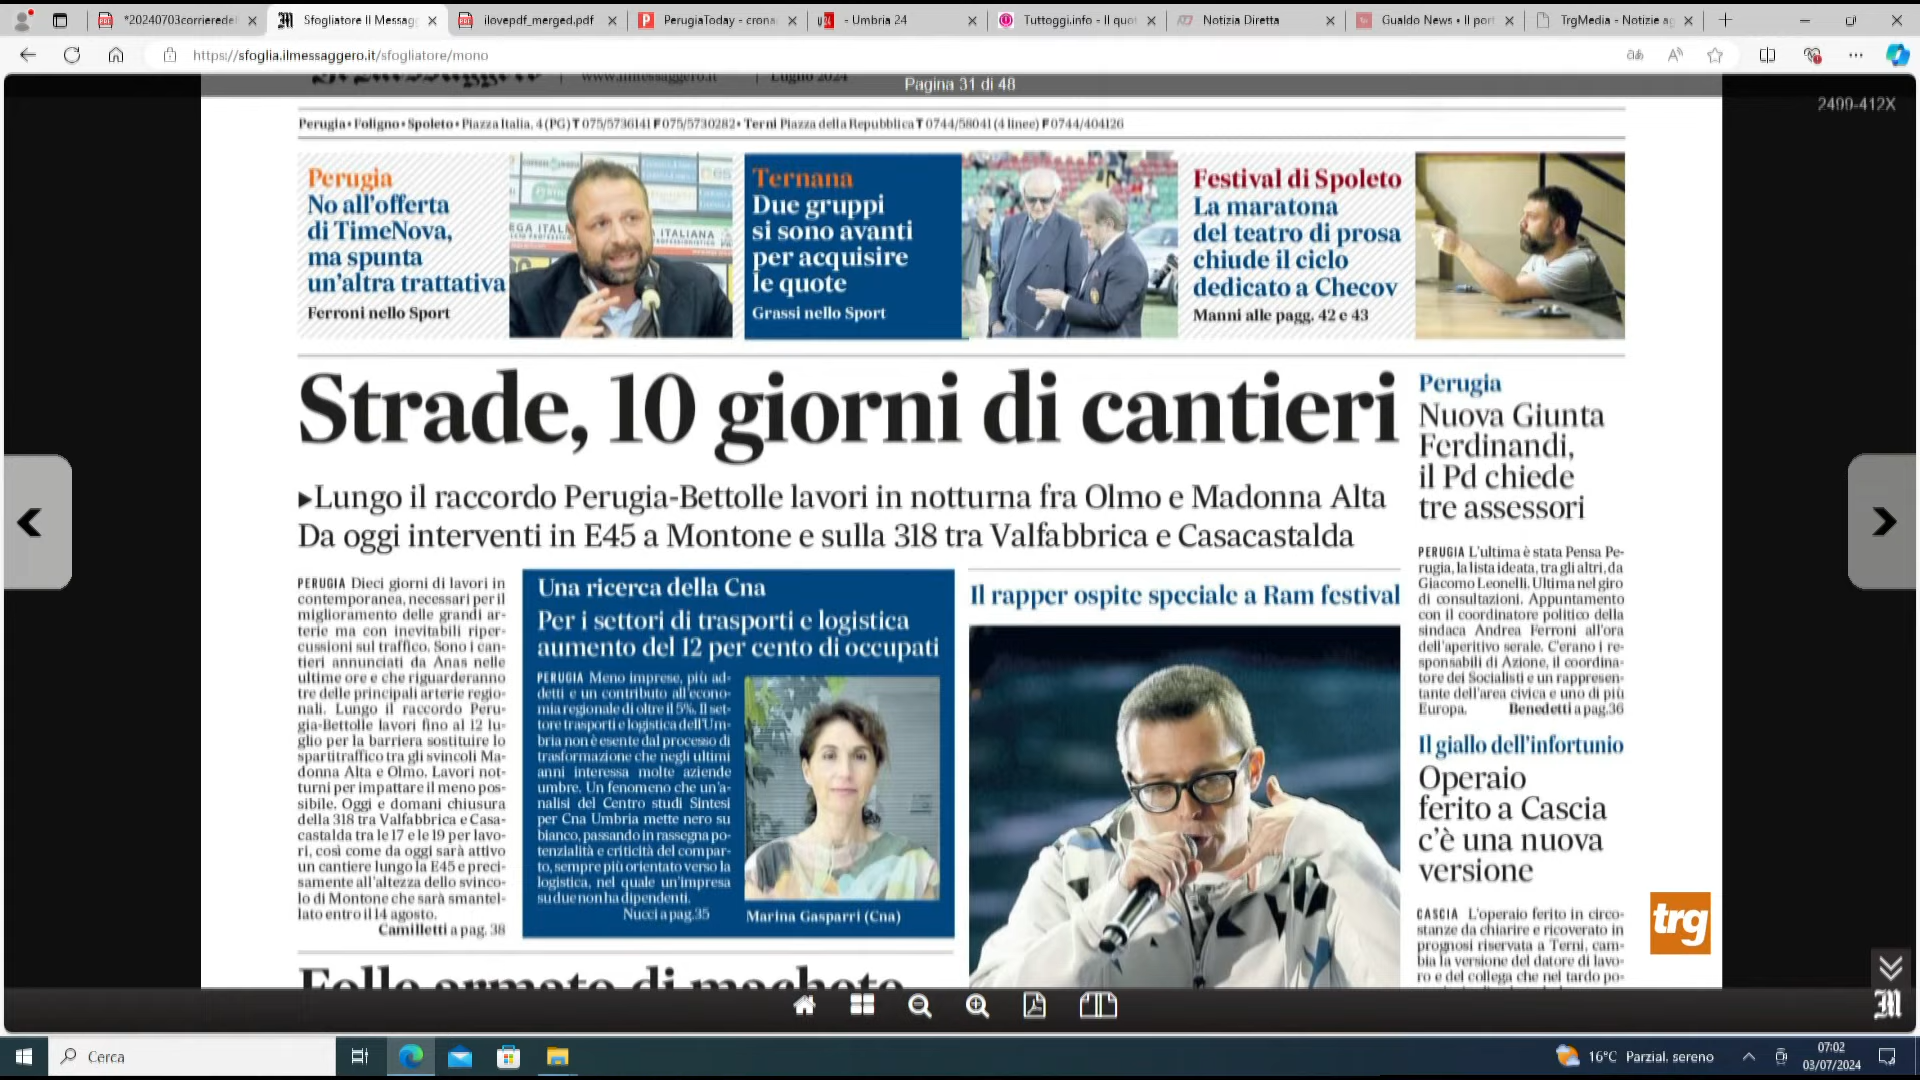 *20240703corrieredel
Sfogliatore Il Messag
ilovepdf_merged.pdf
PerugiaToday - crona
- Umbria 24
Tuttoggi.info - Il quot
Notizia Diretta
Gualdo News • Il port
TrgMedia - Notizie ag
https://sfoglia.ilmessaggero.it/sfogliatore/mono
Pagina 31 di 48
2400-412X
www.ilmessaggero.it
Luglio 2024
Perugia • Foligno • Spoleto • Piazza Italia, 4 (PG) T 075/5736141 F 075/5730282 • Terni Piazza della Repubblica T 0744/58041 (4 linee) F 0744/404126
Perugia
No all'offerta
di TimeNova,
ma spunta
un'altra trattativa
Ferroni nello Sport
Ternana
Due gruppi
si sono avanti
per acquisire
le quote
Grassi nello Sport
Festival di Spoleto
La maratona
del teatro di prosa
chiude il ciclo
dedicato a Checov
Manni alle pagg. 42 e 43
Strade, 10 giorni di cantieri
►Lungo il raccordo Perugia-Bettolle lavori in notturna fra Olmo e Madonna Alta
Da oggi interventi in E45 a Montone e sulla 318 tra Valfabbrica e Casacastalda
PERUGIA Dieci giorni di lavori in
contemporanea, necessari per il
miglioramento delle grandi ar-
terie ma con inevitabili riper-
cussioni sul traffico. Sono i can-
tieri annunciati da Anas nelle
ultime ore e che riguarderanno
tre delle principali arterie regio-
nali. Lungo il raccordo Peru-
gia-Bettolle lavori fino al 12 lu-
glio per la barriera sostituire lo
spartitraffico tra gli svincoli Ma-
donna Alta e Olmo. Lavori not-
turni per impattare il meno pos-
sibile. Oggi e domani chiusura
della 318 tra Valfabbrica e Casa-
castalda tra le 17 e le 19 per lavo-
ri, così come da oggi sarà attivo
un cantiere lungo la E45 e preci-
samente all'altezza dello svinco-
lo di Montone che sarà smantel-
lato entro il 14 agosto.
Camilletti a pag. 38
Una ricerca della Cna
Per i settori di trasporti e logistica
aumento del 12 per cento di occupati
PERUGIA Meno imprese, più ad-
detti e un contributo all'econo-
mia regionale di oltre il 5%. Il set-
tore trasporti e logistica dell'Um-
bria non è esente dal processo di
trasformazione che negli ultimi
anni interessa molte aziende
umbre. Un fenomeno che un'a-
nalisi del Centro studi Sintesi
per Cna Umbria mette nero su
bianco, passando in rassegna po-
tenzialità e criticità del compar-
to, sempre più orientato verso la
logistica, nel quale un'impresa
su due non ha dipendenti.
Nucci a pag. 35
Marina Gasparri (Cna)
Il rapper ospite speciale a Ram festival
Perugia
Nuova Giunta
Ferdinandi,
il Pd chiede
tre assessori
PERUGIA L'ultima è stata Pensa Pe-
rugia, la lista ideata, tra gli altri, da
Giacomo Leonelli. Ultima nel giro
di consultazioni. Appuntamento
con il coordinatore politico della
sindaca Andrea Ferroni all'ora
dell'aperitivo serale. C'erano i re-
sponsabili di Azione, il coordina-
tore dei Socialisti e un rappresen-
tante dell'area civica e uno di più
Europa. Benedetti a pag. 36
Il giallo dell'infortunio
Operaio
ferito a Cascia
c'è una nuova
versione
CASCIA L'operaio ferito in circo-
stanze da chiarire e ricoverato in
prognosi riservata a Terni, cam-
bia la versione del datore di lavo-
ro e del collega che nel tardo po-
Folle armato di machete
trg
Cerca
16°C Parzial. sereno
07:02
03/07/2024